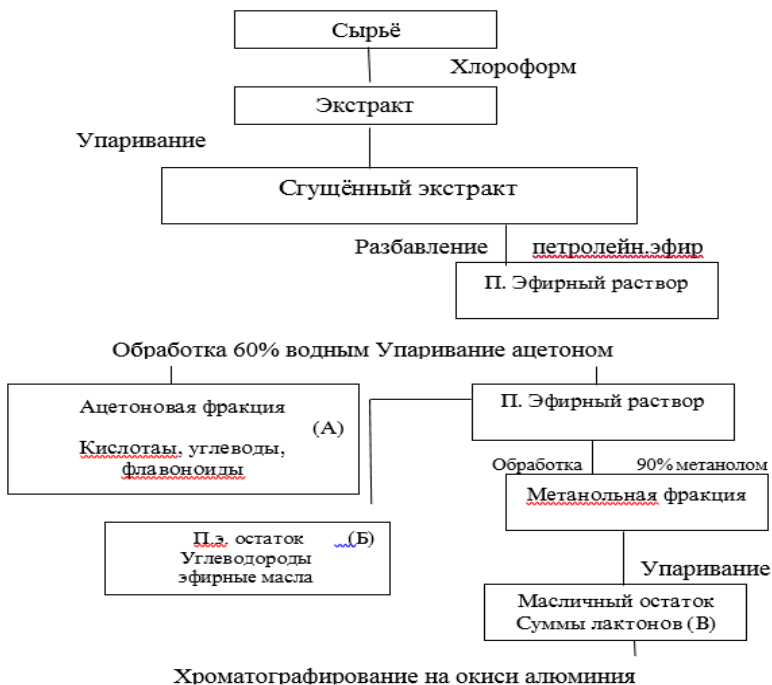 Сырьё
Хлороформ
Экстракт
Упаривание
Сгущённый экстракт
Разбавление петролейн.эфир
П. Эфирный раствор
Обработка 60% водным Упаривание ацетоном
Ацетоновая фракция
(А)
Кислотаы, углеводы,
флавоноиды
П. Эфирный раствор
Обработка 90% метанолом
Метанольная фракция
П.э. остаток (Б)
Углеводороды
эфирные масла
Упаривание
Масличный остаток
Суммы лактонов (В)
Хроматографирование на окиси алюминия